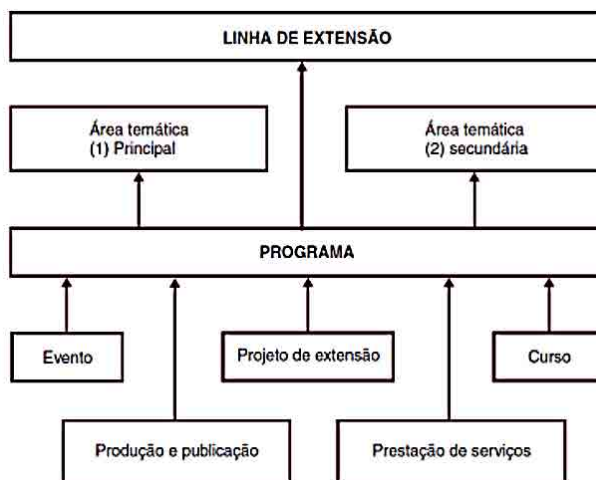 LINHA DE EXTENSÃO
Área temática
(1) Principal
Área temática
(2) secundária
PROGRAMA
Evento
Projeto de extensão
Curso
Produção e publicação
Prestação de serviços